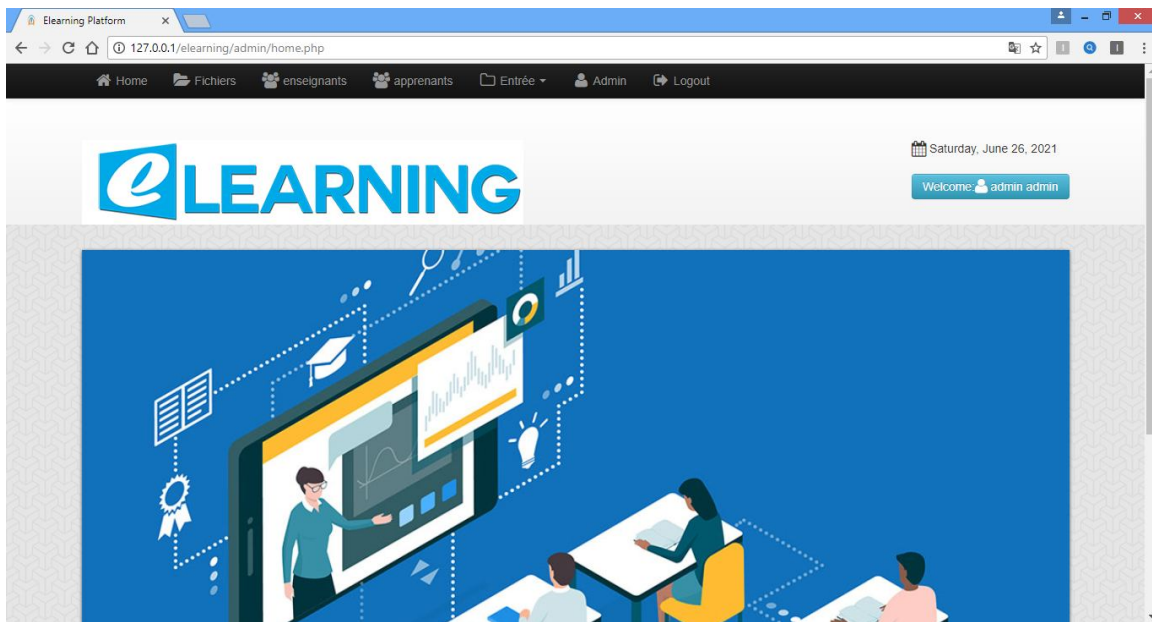 Elearning Platform
127.0.0.1/elearning/admin/home.php
Home Fichiers enseignants apprenants Entrée Admin Logout
Saturday, June 26, 2021
eLEARNING
Welcome: admin admin